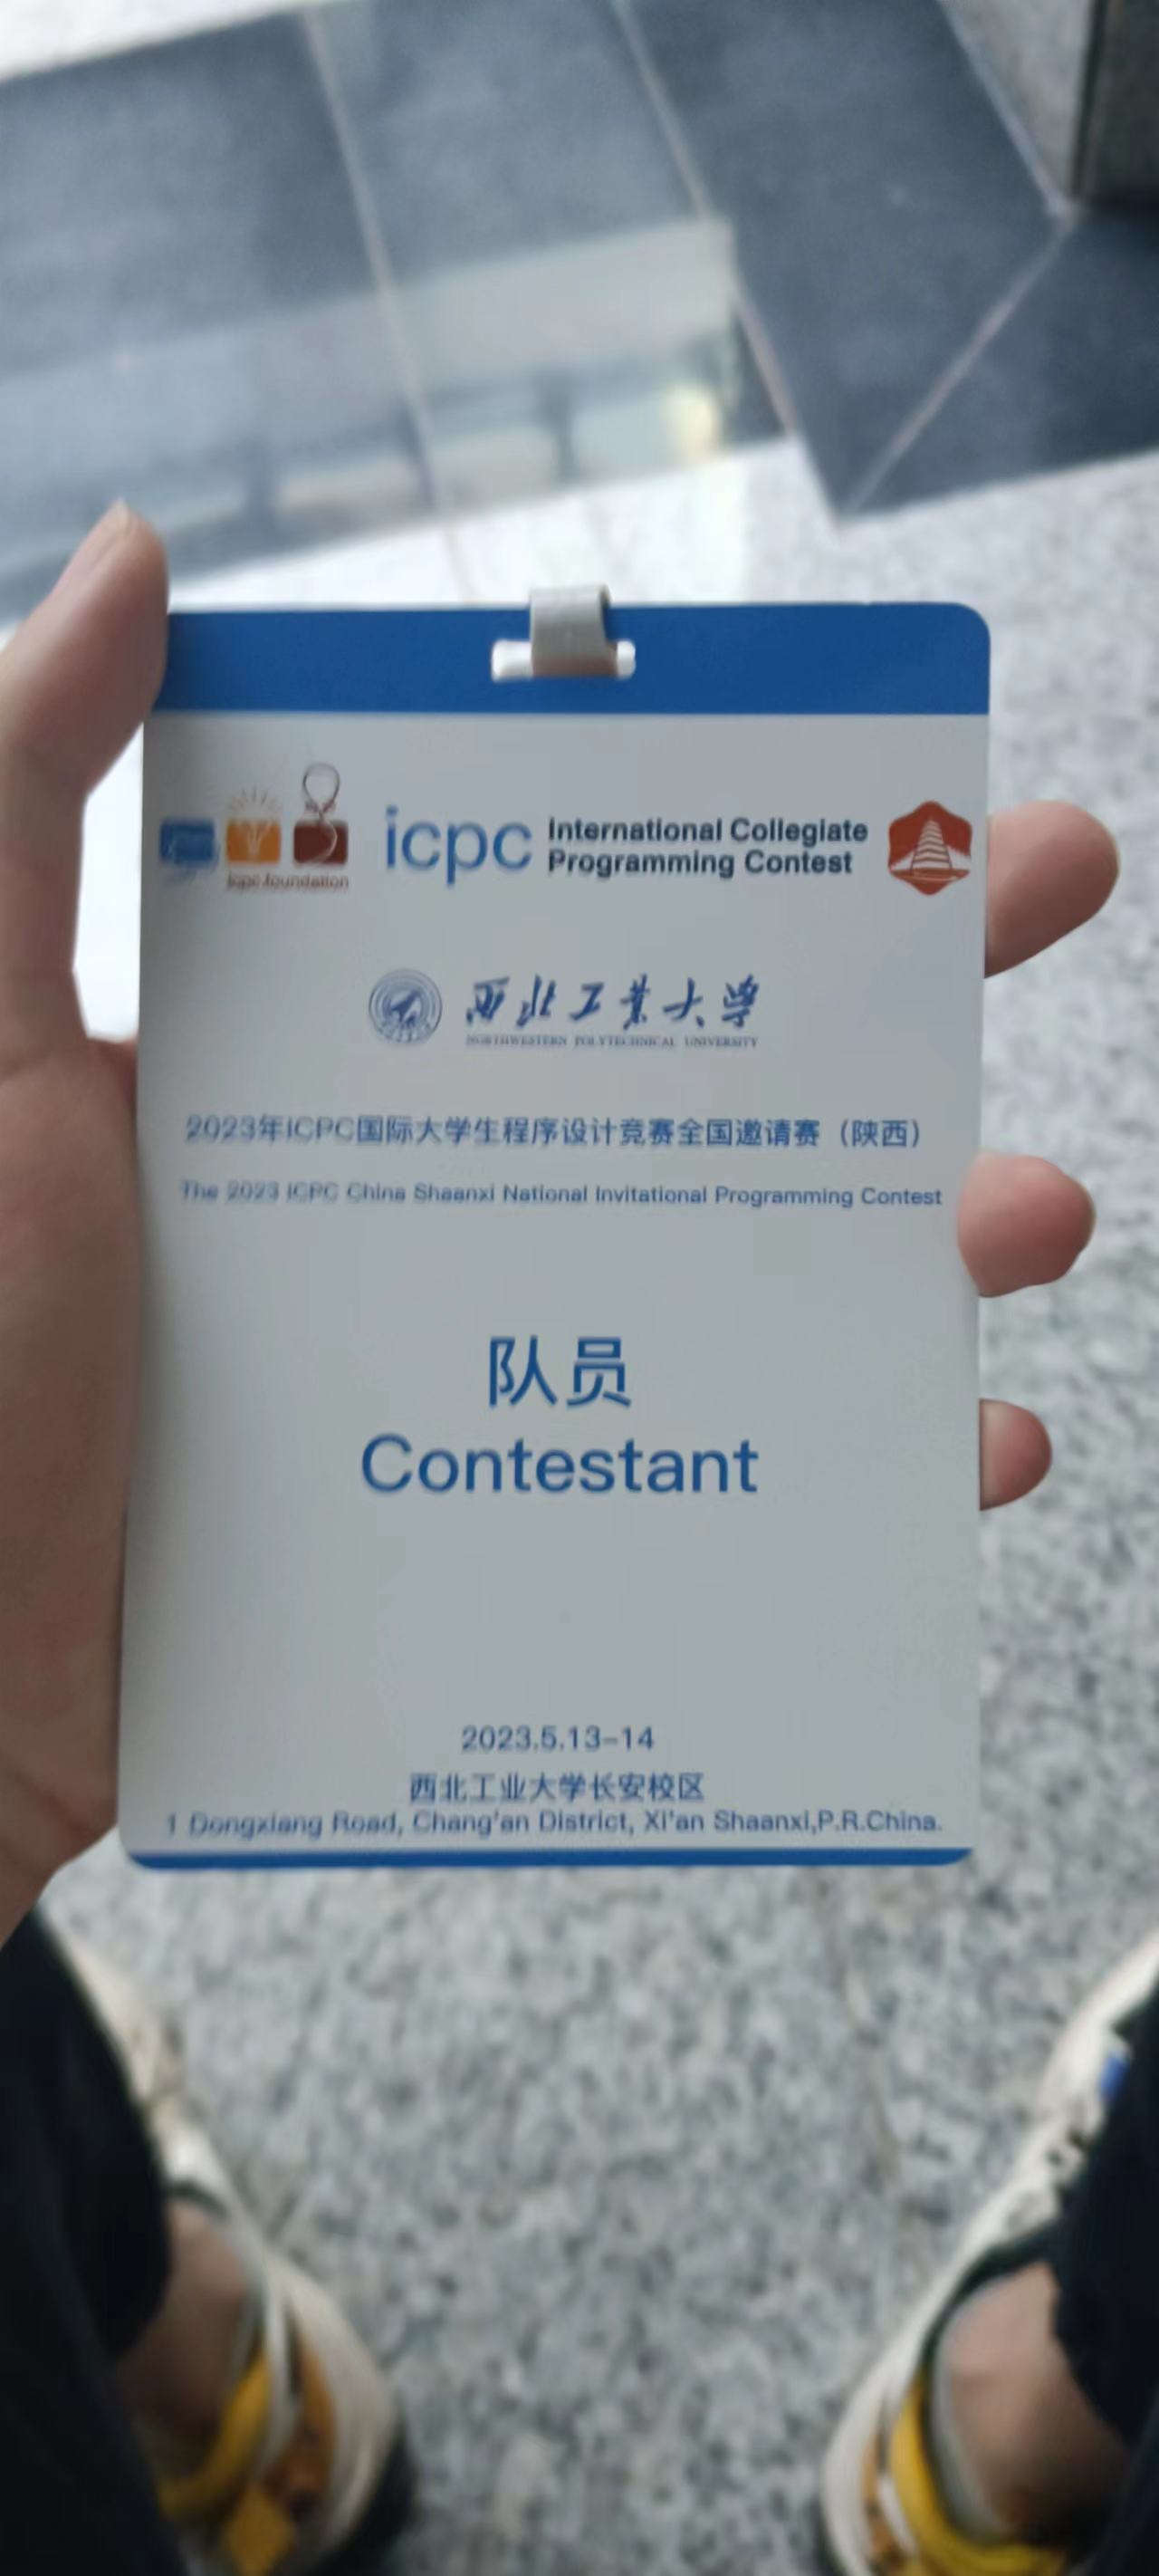 icpc foundation
icpc International Collegiate
Programming Contest
西北工业大学
NORTHWESTERN POLYTECHNICAL UNIVERSITY
2023年ICPC国际大学生程序设计竞赛全国邀请赛（陕西）
The 2023 ICPC China Shaanxi National Invitational Programming Contest
队员
Contestant
2023.5.13-14
西北工业大学长安校区
1 Dongxiang Road, Chang'an District, Xi'an Shaanxi,P.R.China.